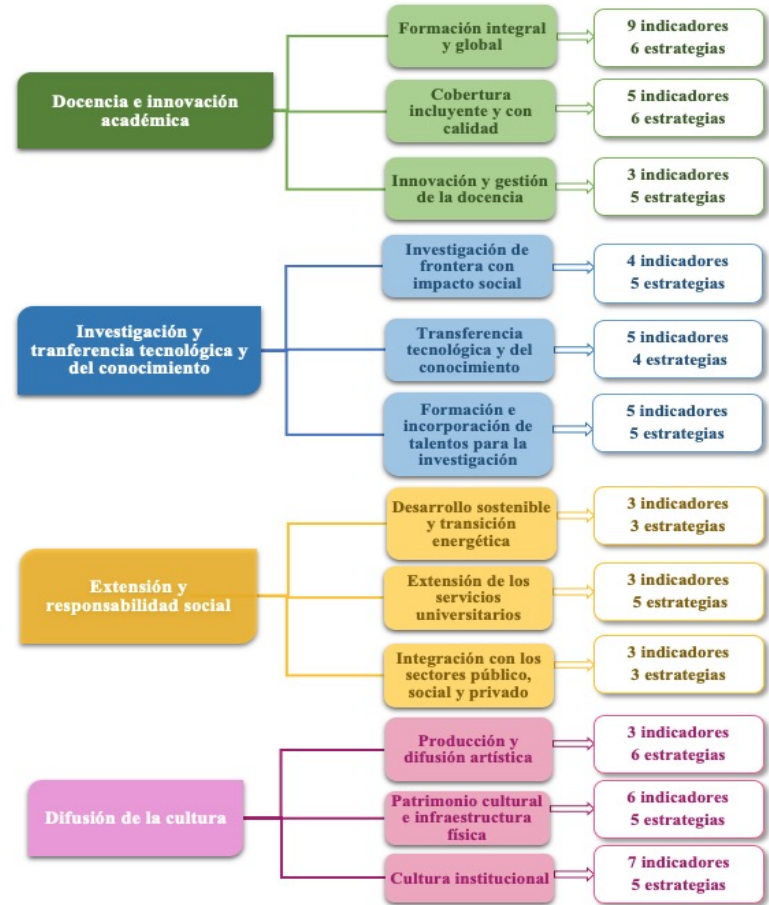 Docencia e innovación
académica
Formación integral
y global
9 indicadores
6 estrategias
Cobertura
incluyente y con
calidad
5 indicadores
6 estrategias
Innovación y gestión
de la docencia
3 indicadores
5 estrategias
Investigación y
tranferencia tecnológica y
del conocimiento
Investigación de
frontera con
impacto social
4 indicadores
5 estrategias
Transferencia
tecnológica y del
conocimiento
5 indicadores
4 estrategias
Formación e
incorporación de
talentos para la
investigación
5 indicadores
5 estrategias
Extensión y
responsabilidad social
Desarrollo sostenible
y transición
energética
3 indicadores
3 estrategias
Extensión de los
servicios
universitarios
3 indicadores
5 estrategias
Integración con los
sectores público,
social y privado
3 indicadores
3 estrategias
Difusión de la cultura
Producción y
difusión artística
3 indicadores
6 estrategias
Patrimonio cultural
e infraestructura
física
6 indicadores
5 estrategias
Cultura institucional
7 indicadores
5 estrategias